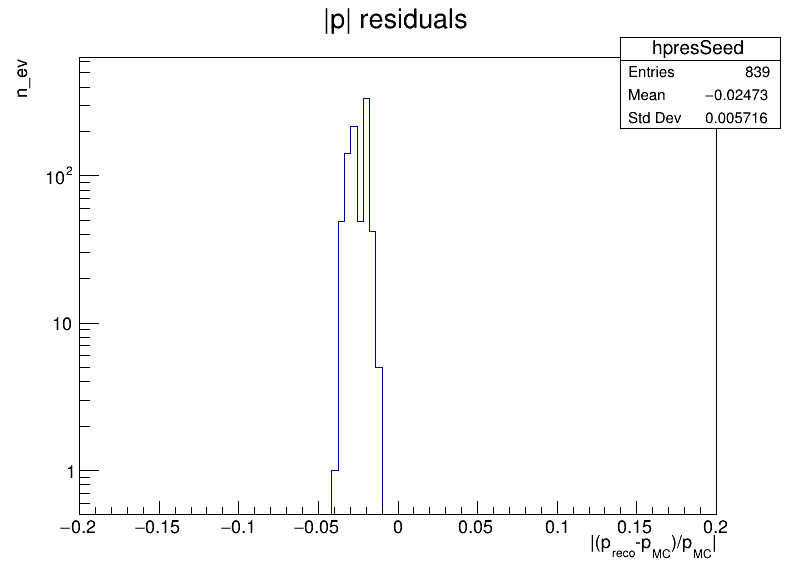 |p| residuals
hpresSeed
Entries 839
Mean −0.02473
Std Dev 0.005716
n_ev
10²
10
1
−0.2 −0.15 −0.1 −0.05 0 0.05 0.1 0.15 0.2
|(p_reco-p_MC)/p_MC|